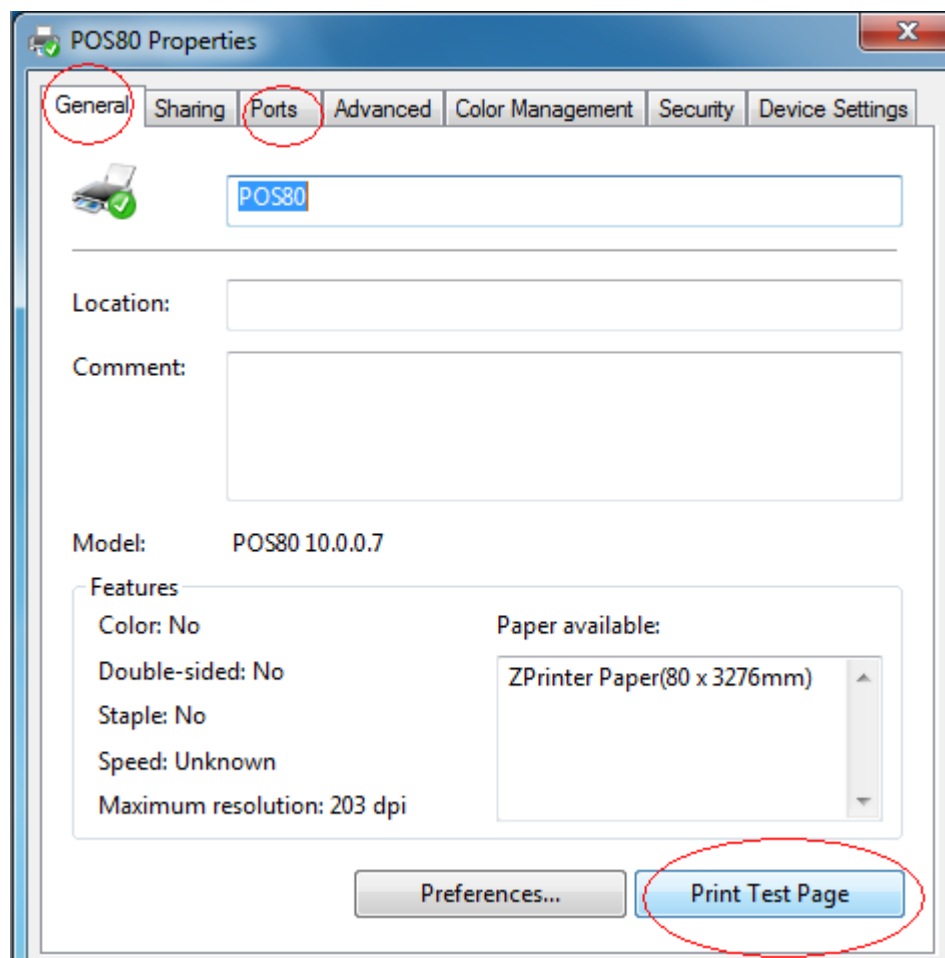 POS80 Properties
General Sharing Ports Advanced Color Management Security Device Settings
POS80
Location:
Comment:
Model: POS80 10.0.0.7
Features
Color: No
Double-sided: No
Staple: No
Speed: Unknown
Maximum resolution: 203 dpi
Paper available:
ZPrinter Paper(80 x 3276mm)
Preferences... Print Test Page